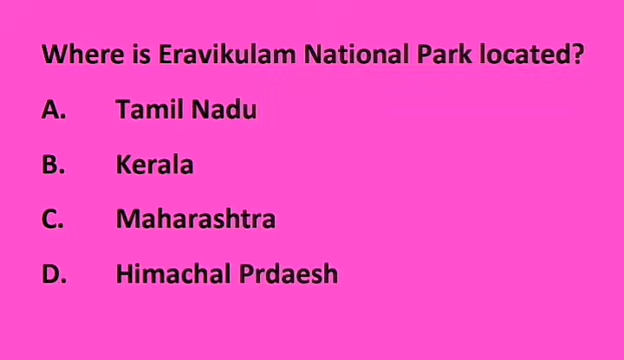 Where is Eravikulam National Park located?
A. Tamil Nadu
B. Kerala
C. Maharashtra
D. Himachal Prdaesh